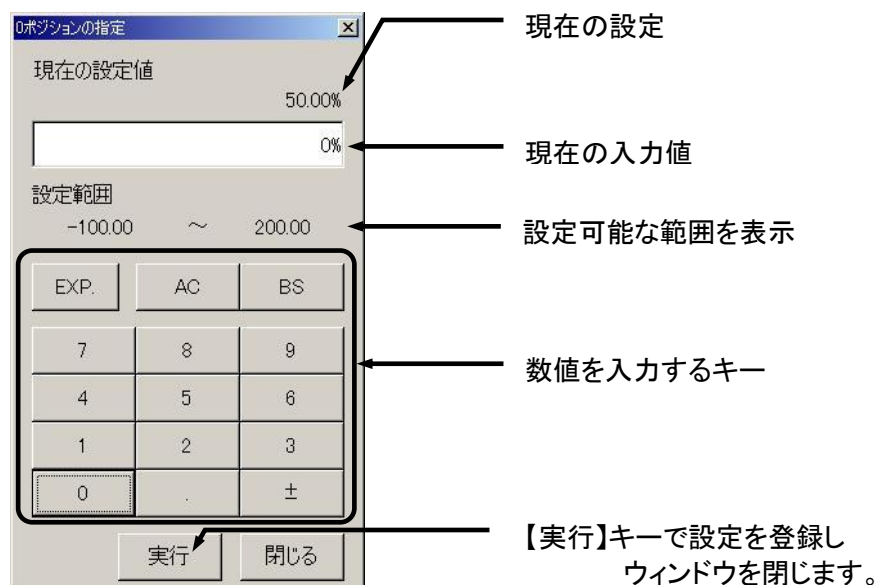 0ポジションの指定
現在の設定値
50.00%
0%
設定範囲
-100.00 ～ 200.00
EXP. AC BS
7 8 9
4 5 6
1 2 3
0 . ±
実行 閉じる
現在の設定
現在の入力値
設定可能な範囲を表示
数値を入力するキー
【実行】キーで設定を登録し
ウィンドウを閉じます。